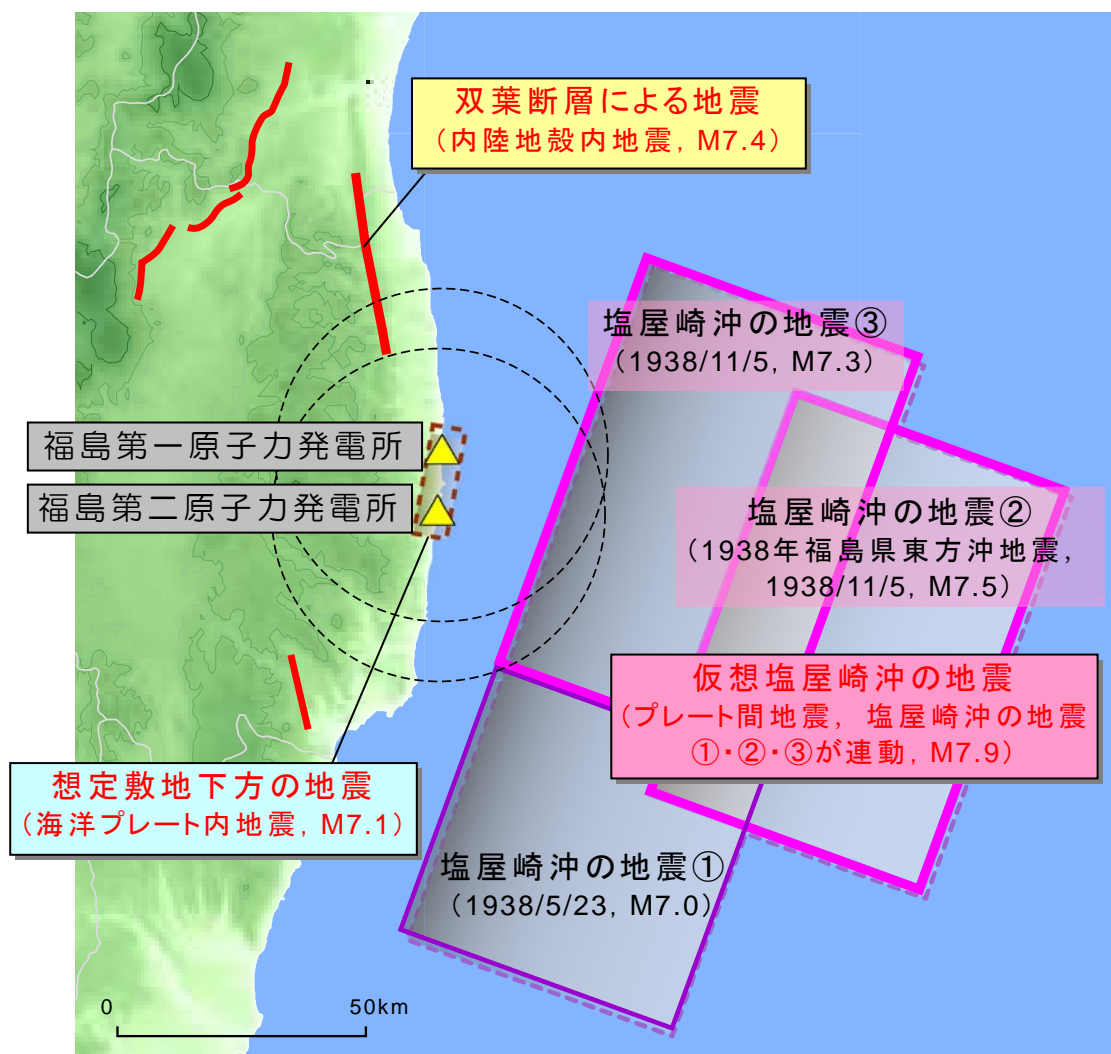 双葉断層による地震
(内陸地殻内地震, M7.4)
塩屋崎沖の地震③
(1938/11/5, M7.3)
福島第一原子力発電所
福島第二原子力発電所
塩屋崎沖の地震②
(1938年福島県東方沖地震,
1938/11/5, M7.5)
仮想塩屋崎沖の地震
(プレート間地震, 塩屋崎沖の地震
①・②・③が連動, M7.9)
想定敷地下方の地震
(海洋プレート内地震, M7.1)
塩屋崎沖の地震①
(1938/5/23, M7.0)
0 50km